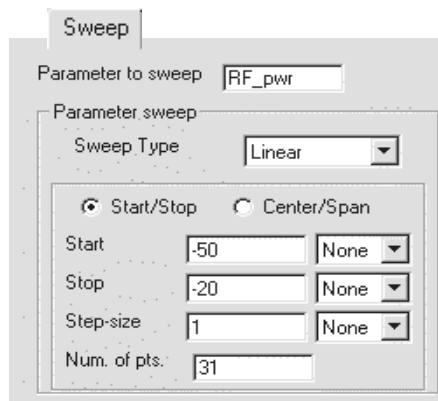 Sweep
Parameter to sweep RF_pwr
Parameter sweep
Sweep Type Linear
Start/Stop Center/Span
Start -50 None
Stop -20 None
Step-size 1 None
Num. of pts. 31